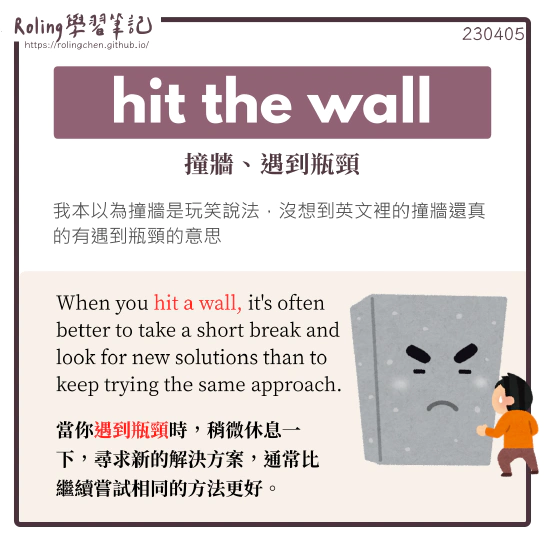 Roling學習筆記
https://rolingchen.github.io/
230405
hit the wall
撞牆、遇到瓶頸
我本以為撞牆是玩笑說法，沒想到英文裡的撞牆還真
的有遇到瓶頸的意思
When you hit a wall, it's often
better to take a short break and
look for new solutions than to
keep trying the same approach.
當你遇到瓶頸時，稍微休息一
下，尋求新的解決方案，通常比
繼續嘗試相同的方法更好。